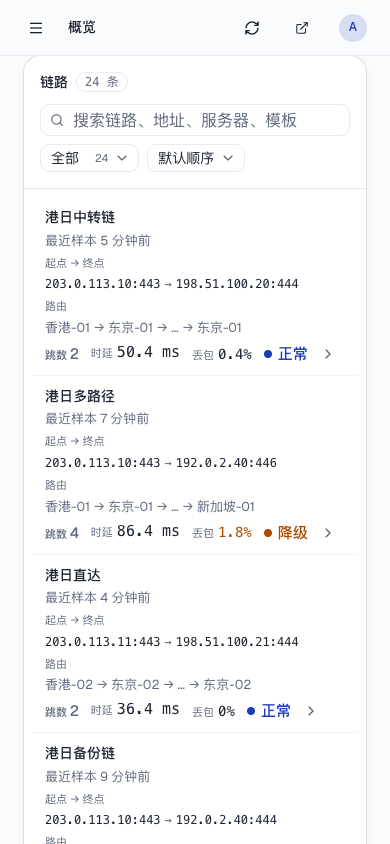 概览
A
链路 24 条
搜索链路、地址、服务器、模板
全部 24 默认顺序
港日中转链
最近样本 5 分钟前
起点 → 终点
203.0.113.10:443 → 198.51.100.20:444
路由
香港-01 → 东京-01 → … → 东京-01
跳数 2 时延 50.4 ms 丢包 0.4% 正常
港日多路径
最近样本 7 分钟前
起点 → 终点
203.0.113.10:443 → 192.0.2.40:446
路由
香港-01 → 东京-01 → … → 新加坡-01
跳数 4 时延 86.4 ms 丢包 1.8% 降级
港日直达
最近样本 4 分钟前
起点 → 终点
203.0.113.11:443 → 198.51.100.21:444
路由
香港-02 → 东京-02 → … → 东京-02
跳数 2 时延 36.4 ms 丢包 0% 正常
港日备份链
最近样本 9 分钟前
起点 → 终点
203.0.113.10:443 → 192.0.2.40:444
路由